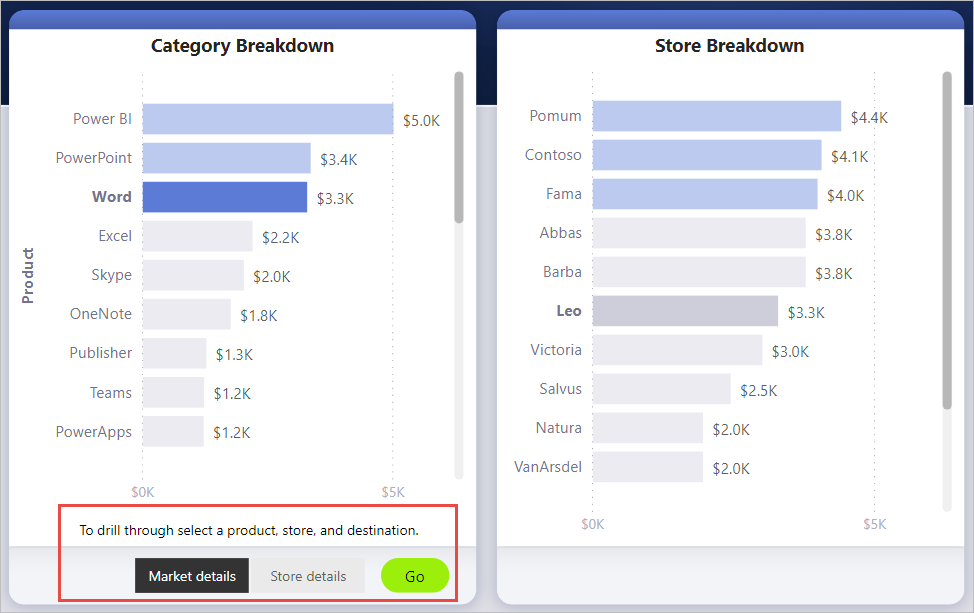 Category Breakdown
Product
Power BI $5.0K
PowerPoint $3.4K
Word $3.3K
Excel $2.2K
Skype $2.0K
OneNote $1.8K
Publisher $1.3K
Teams $1.2K
PowerApps $1.2K
$0K $5K
To drill through select a product, store, and destination.
Market details Store details Go
Store Breakdown
Pomum $4.4K
Contoso $4.1K
Fama $4.0K
Abbas $3.8K
Barba $3.8K
Leo $3.3K
Victoria $3.0K
Salvus $2.5K
Natura $2.0K
VanArsdel $2.0K
$0K $5K